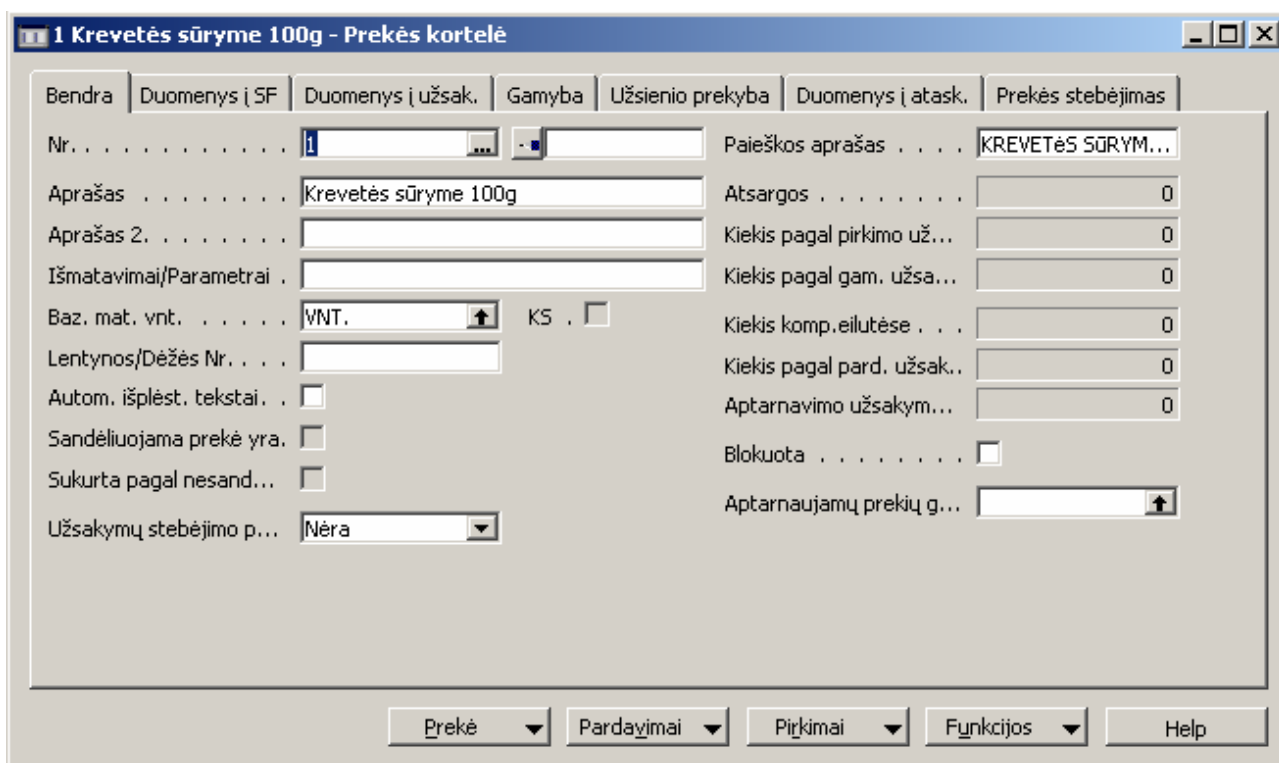 1 Krevetės sūryme 100g - Prekės kortelė
Bendra Duomenys į SF Duomenys į užsak. Gamyba Užsienio prekyba Duomenys į atask. Prekės stebėjimas
Nr. . . . . . . . . . . . . 1 ... Paieškos aprašas . . . . KREVETėS SūRYM...
Aprašas . . . . . . . . Krevetės sūryme 100g Atsargos . . . . . . . . 0
Aprašas 2. . . . . . . . Kiekis pagal pirkimo už... 0
Išmatavimai/Parametrai . Kiekis pagal gam. užsa... 0
Baz. mat. vnt. . . . . . VNT. KS . Kiekis komp.eilutėse . . . 0
Lentynos/Dėžės Nr. . . . Kiekis pagal pard. užsak.. 0
Autom. išplėst. tekstai. . Aptarnavimo užsakym... 0
Sandėliuojama prekė yra. Blokuota . . . . . . . .
Sukurta pagal nesand... Aptarnaujamų prekių g...
Užsakymų stebėjimo p... Nėra
Prekė Pardavimai Pirkimai Funkcijos Help